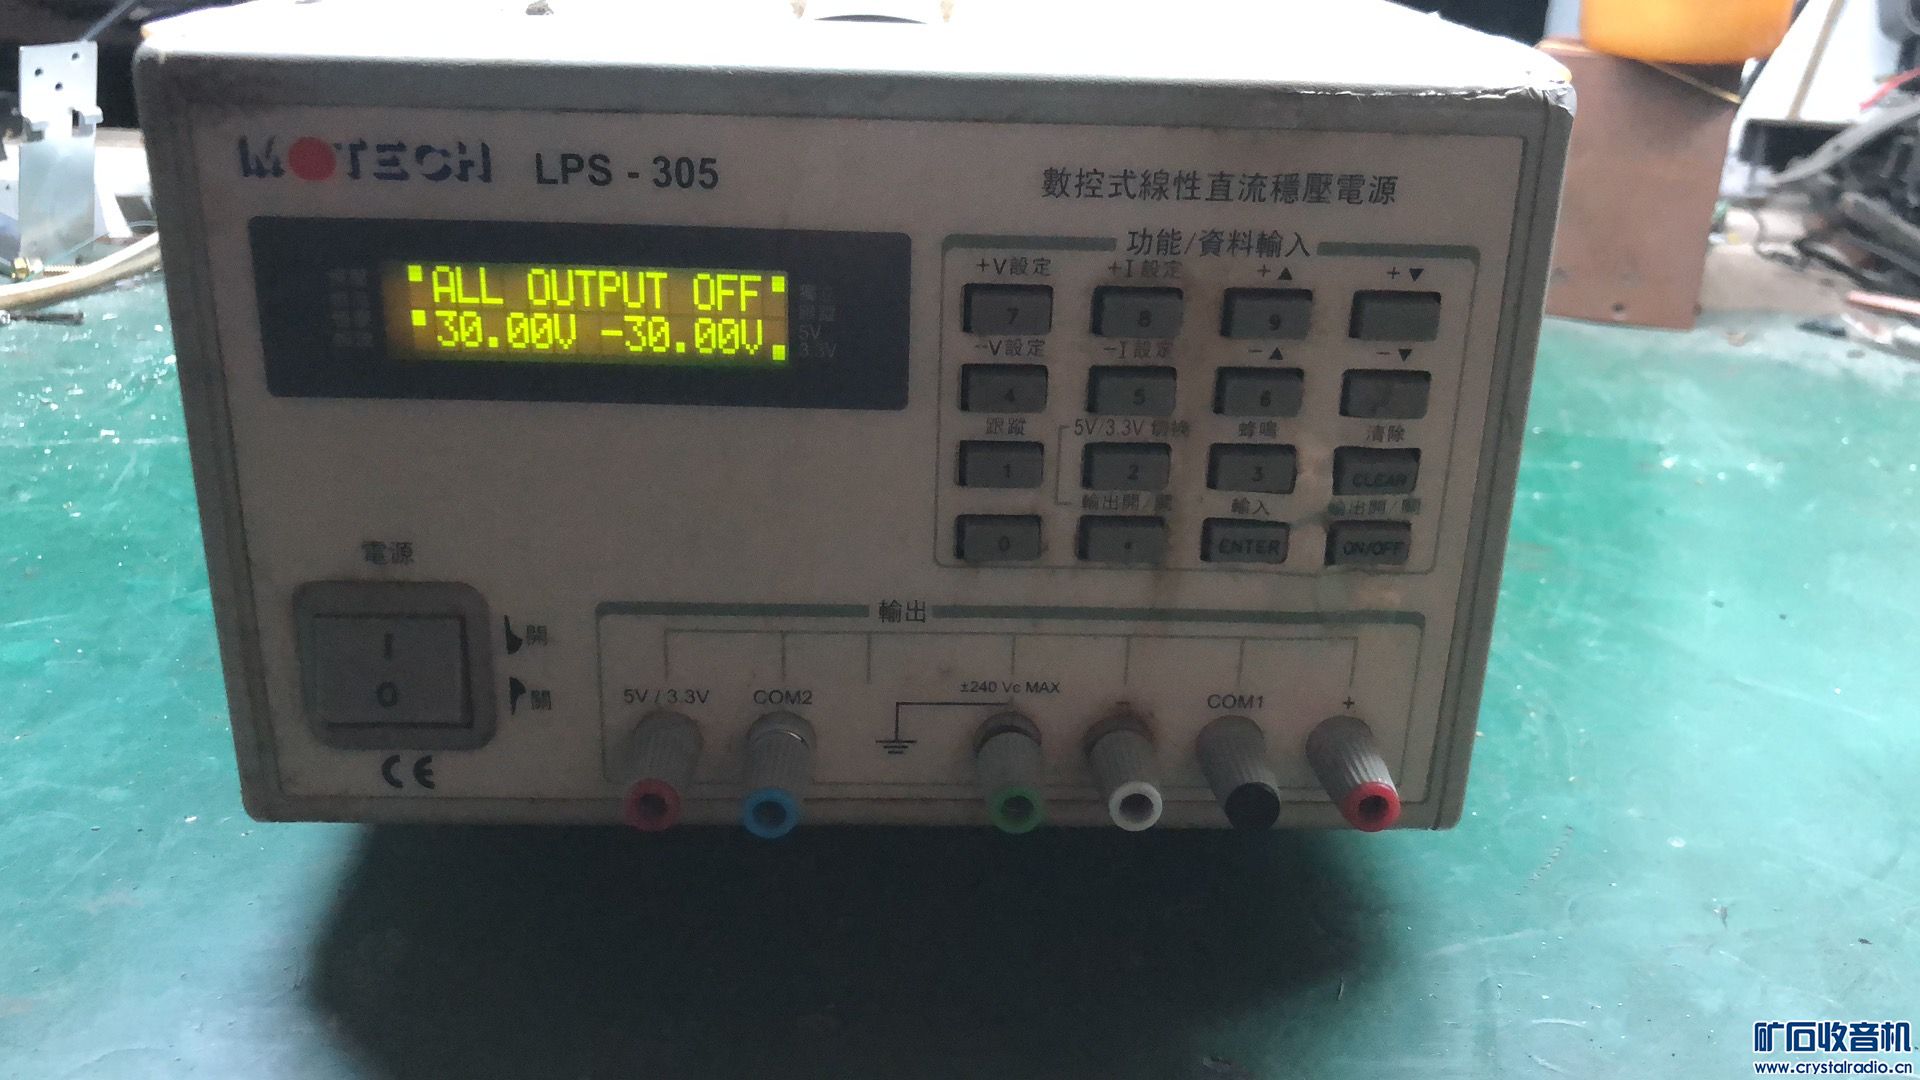 MOTECH LPS - 305
數控式線性直流穩壓電源
ALL OUTPUT OFF
30.00V -30.00V
5V
3.3V
功能/資料輸入
+V設定 +I設定 +▲ +▼
7 8 9
-V設定 -I設定 -▲ -▼
4 5 6
跟蹤 5V/3.3V切換 蜂鳴 清除
1 2 3 CLEAR
輸出開/關 輸入 輸出開/關
0 . ENTER ON/OFF
電源
I
O
開
關
CE
輸出
5V / 3.3V COM2 ±240 Vc MAX COM1 +
矿石收音机
www.crystalradio.cn